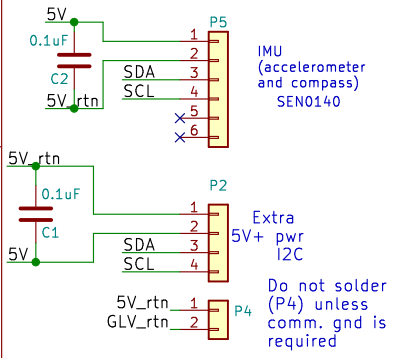 5V
P5
0.1uF
C2
5V_rtn
1
2
SDA 3
SCL 4
5
6
IMU
(accelerometer
and compass)
SEN0140
5V_rtn
P2
0.1uF
C1
5V
1
2
SDA 3
SCL 4
Extra
5V+ pwr
I2C
5V_rtn 1
GLV_rtn 2
P4
Do not solder
(P4) unless
comm. gnd is
required